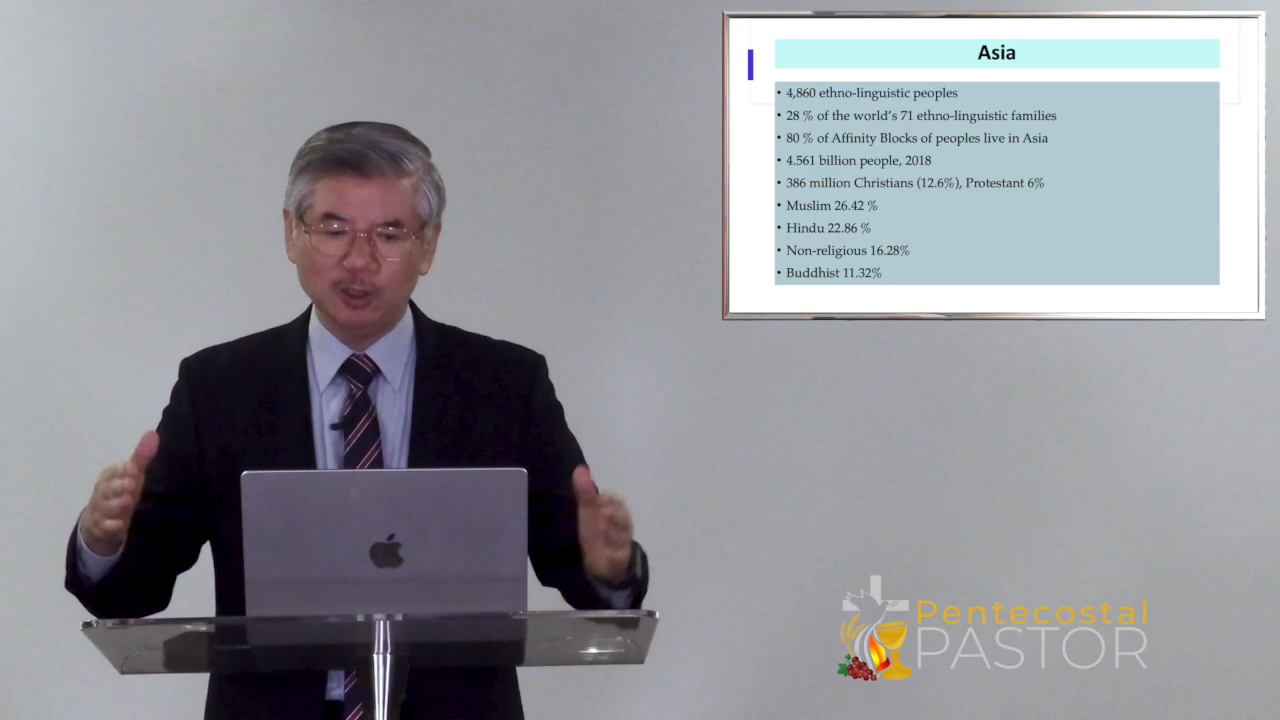 Asia
• 4,860 ethno-linguistic peoples
• 28 % of the world's 71 ethno-linguistic families
• 80 % of Affinity Blocks of peoples live in Asia
• 4.561 billion people, 2018
• 386 million Christians (12.6%), Protestant 6%
• Muslim 26.42 %
• Hindu 22.86 %
• Non-religious 16.28%
• Buddhist 11.32%
Pentecostal
PASTOR